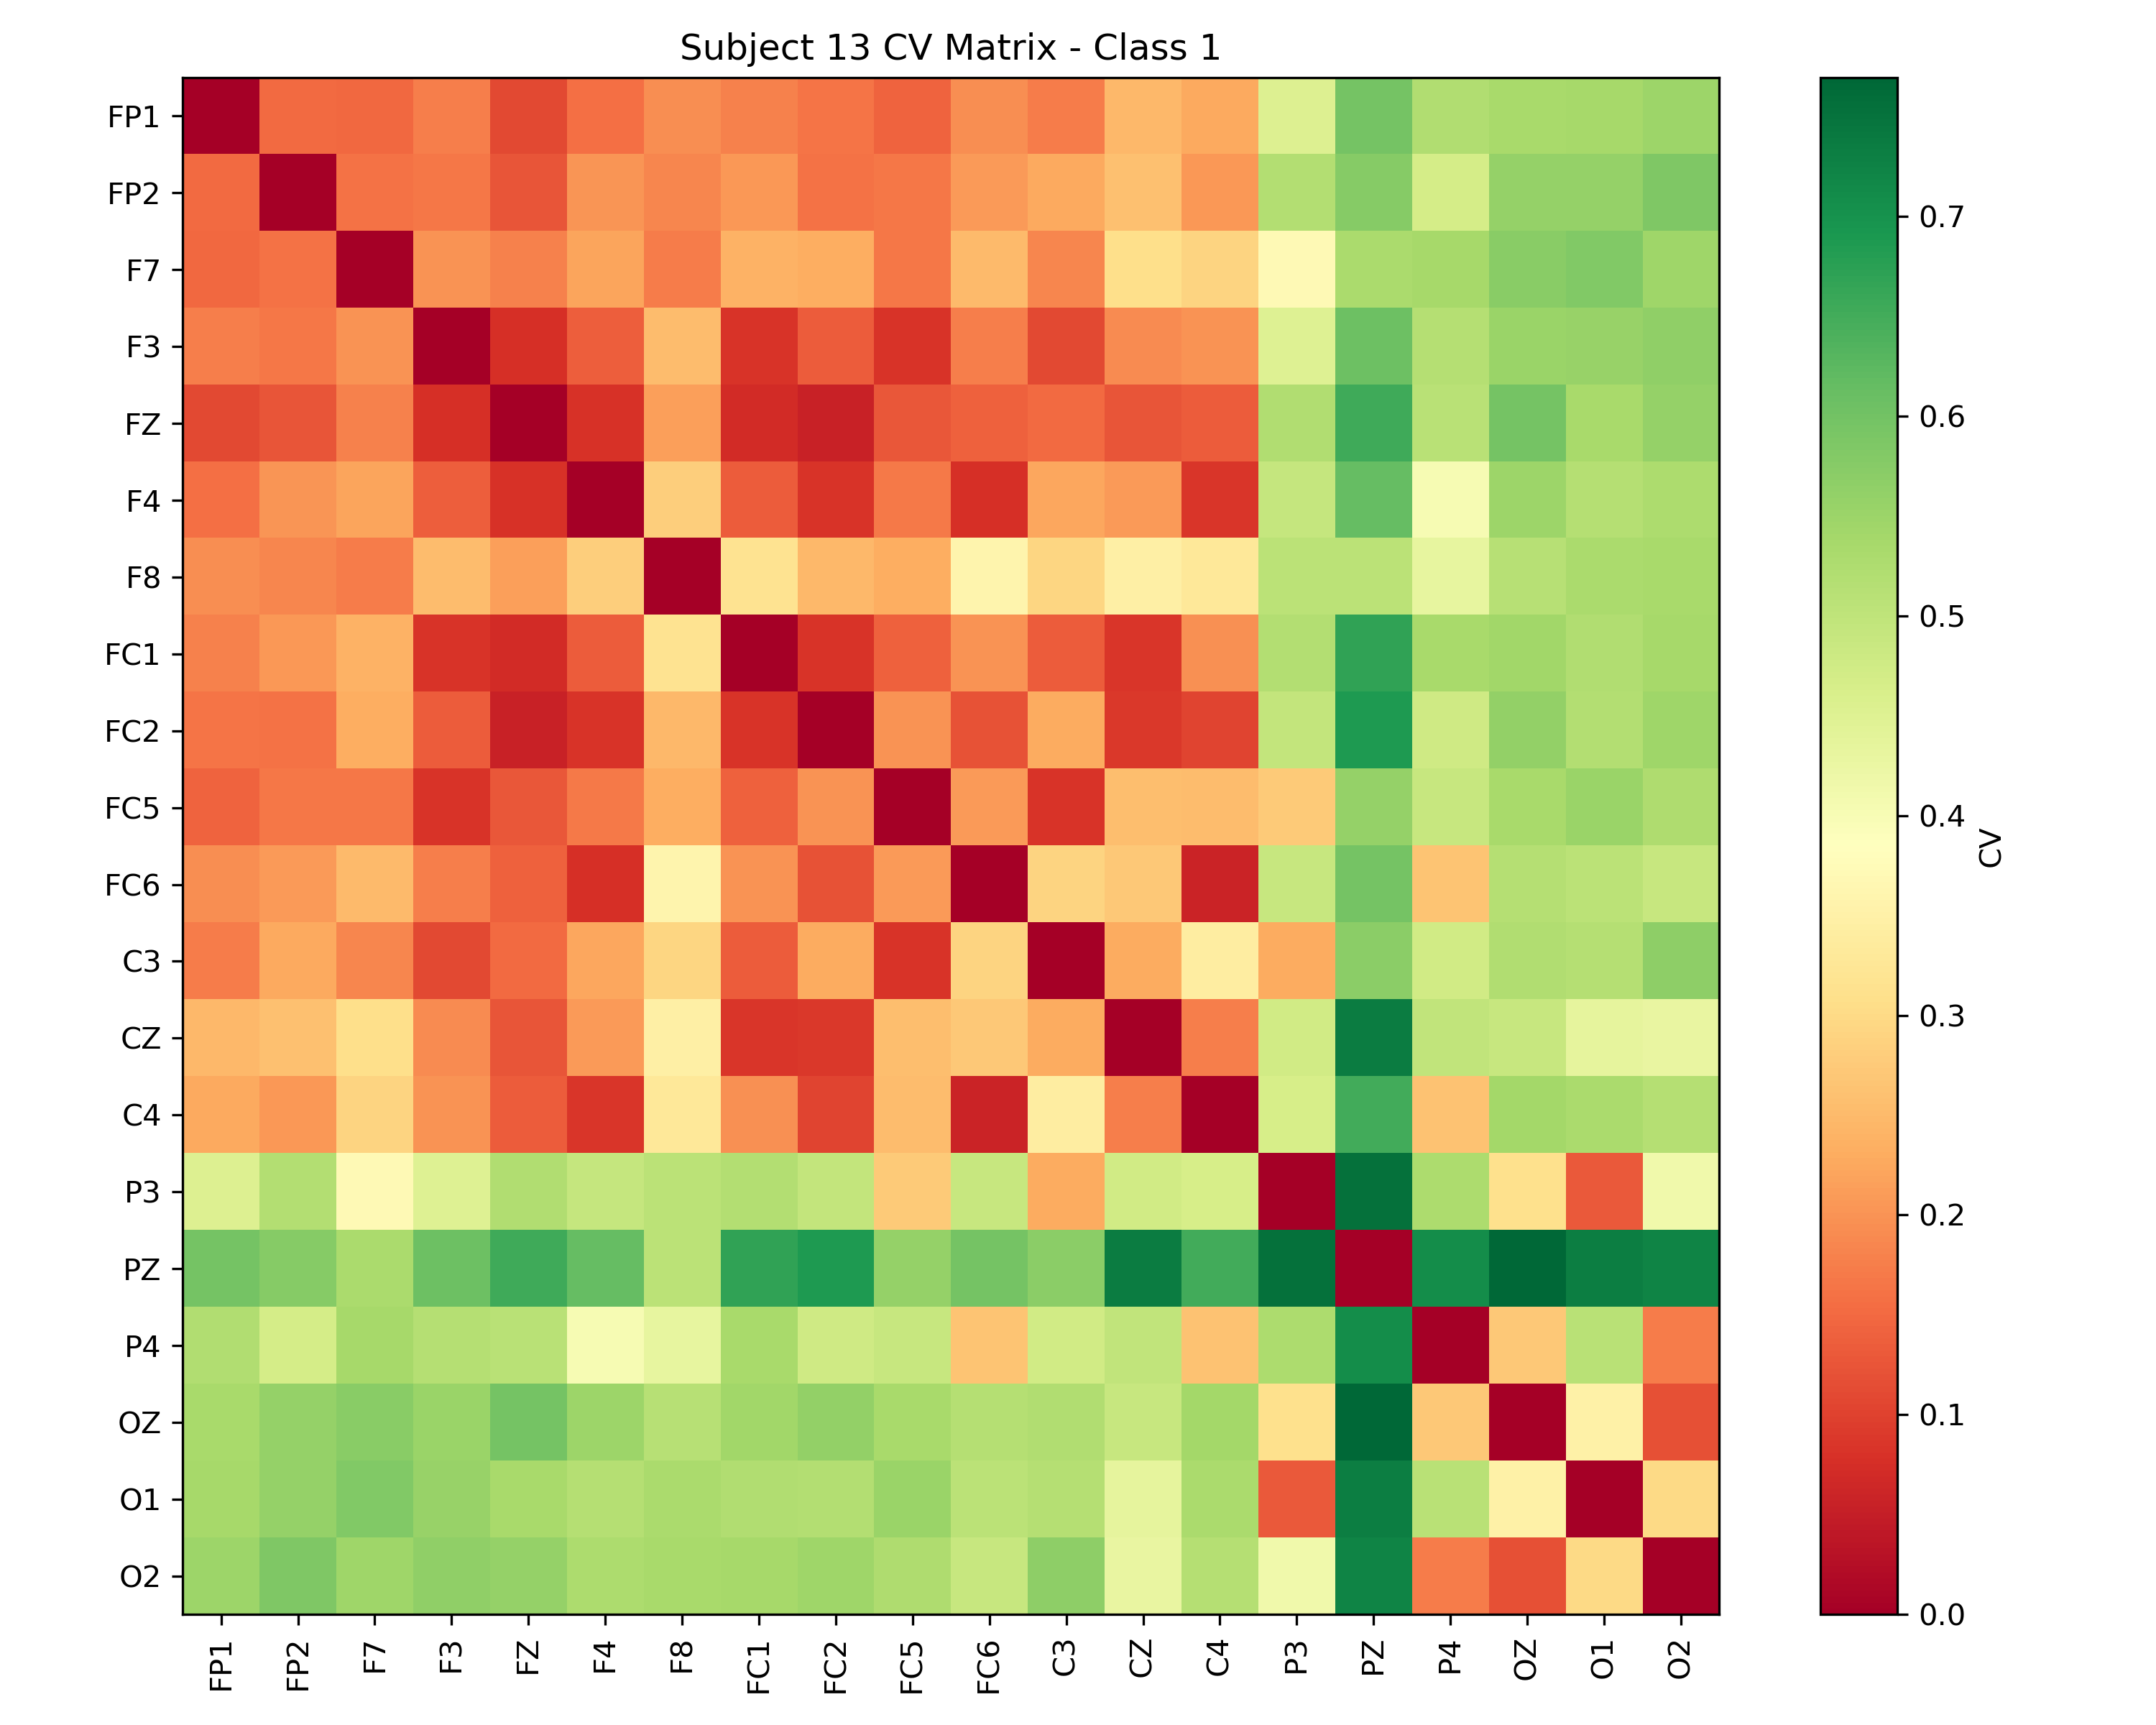 Subject 13 CV Matrix - Class 1
FP1
FP2
F7
F3
FZ
F4
F8
FC1
FC2
FC5
FC6
C3
CZ
C4
P3
PZ
P4
OZ
O1
O2
FP1 FP2 F7 F3 FZ F4 F8 FC1 FC2 FC5 FC6 C3 CZ C4 P3 PZ P4 OZ O1 O2
0.7
0.6
0.5
0.4
0.3
0.2
0.1
0.0
CV